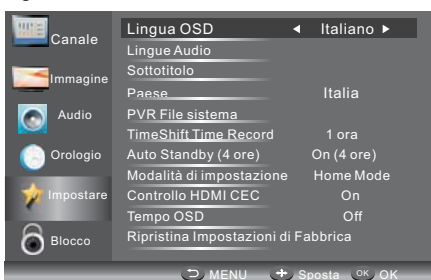 Canale
Immagine
Audio
Orologio
Impostare
Blocco
Lingua OSD Italiano
Lingue Audio
Sottotitolo
Paese Italia
PVR File sistema
TimeShift Time Record 1 ora
Auto Standby (4 ore) On (4 ore)
Modalità di impostazione Home Mode
Controllo HDMI CEC On
Tempo OSD Off
Ripristina Impostazioni di Fabbrica
MENU Sposta OK OK